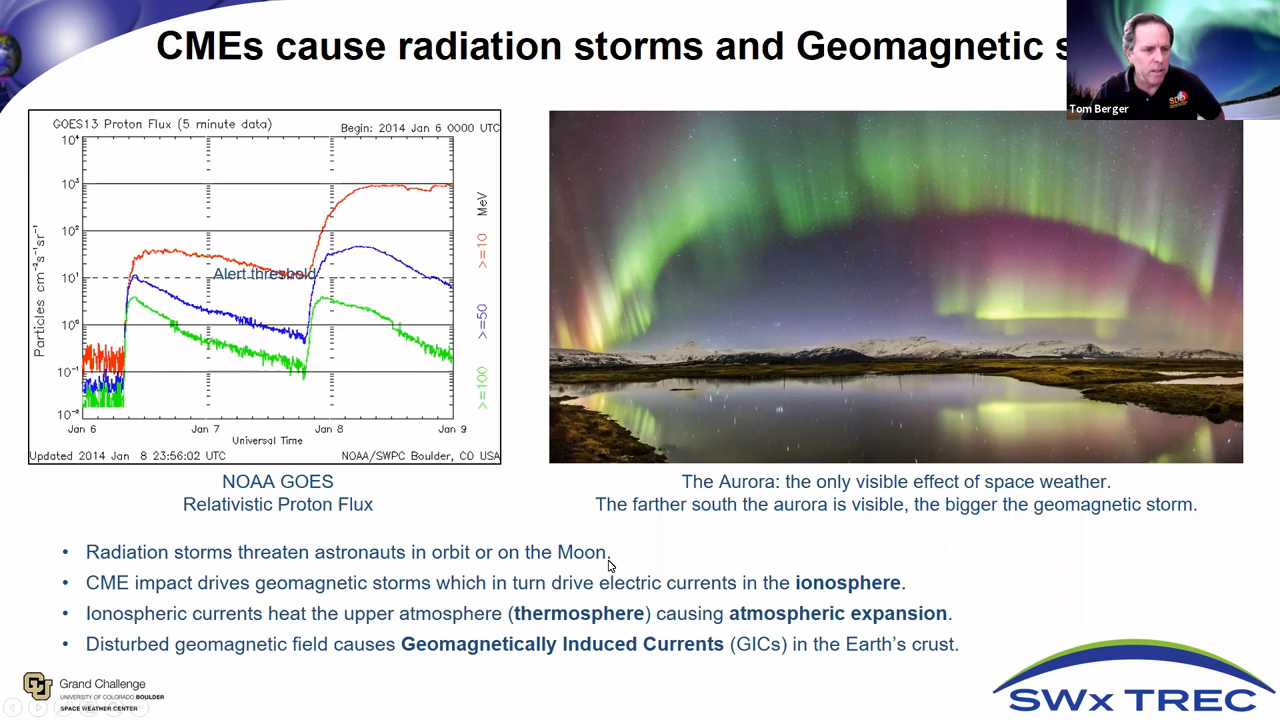 CMEs cause radiation storms and Geomagnetic s
Tom Berger
GOES13 Proton Flux (5 minute data)
Begin: 2014 Jan 6 0000 UTC
10⁴
10³
10²
10¹
10⁰
10⁻¹
10⁻²
Particles cm⁻²s⁻¹sr⁻¹
Alert threshold
>=10 MeV
>=50
>=100
Jan 6
Jan 7
Jan 8
Jan 9
Universal Time
Updated 2014 Jan 8 23:56:02 UTC
NOAA/SWPC Boulder, CO USA
NOAA GOES
Relativistic Proton Flux
The Aurora: the only visible effect of space weather.
The farther south the aurora is visible, the bigger the geomagnetic storm.
• Radiation storms threaten astronauts in orbit or on the Moon.
• CME impact drives geomagnetic storms which in turn drive electric currents in the ionosphere.
• Ionospheric currents heat the upper atmosphere (thermosphere) causing atmospheric expansion.
• Disturbed geomagnetic field causes Geomagnetically Induced Currents (GICs) in the Earth's crust.
CU
Grand Challenge
UNIVERSITY OF COLORADO BOULDER
SPACE WEATHER CENTER
SWx TREC